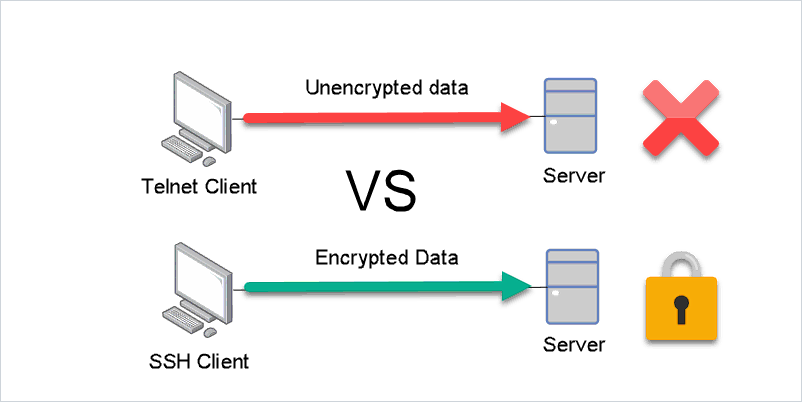 Unencrypted data
Telnet Client
Server
VS
Encrypted Data
SSH Client
Server